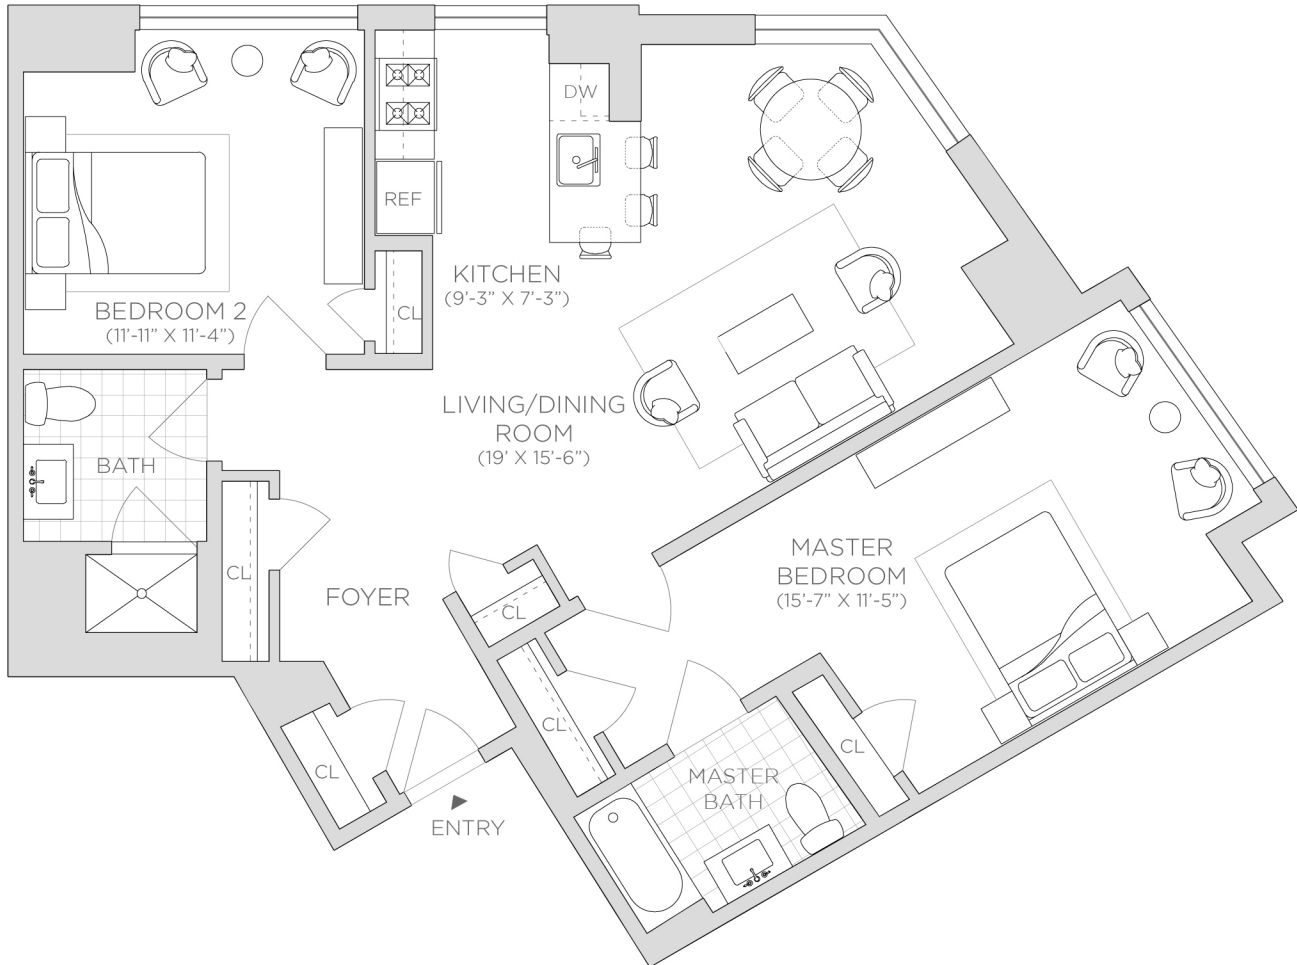 DW
REF
KITCHEN
(9'-3" X 7'-3")
BEDROOM 2
(11'-11" X 11'-4")
CL
LIVING/DINING
ROOM
(19' X 15'-6")
BATH
MASTER
BEDROOM
(15'-7" X 11'-5")
CL
FOYER
CL
CL
CL
CL
MASTER
BATH
ENTRY